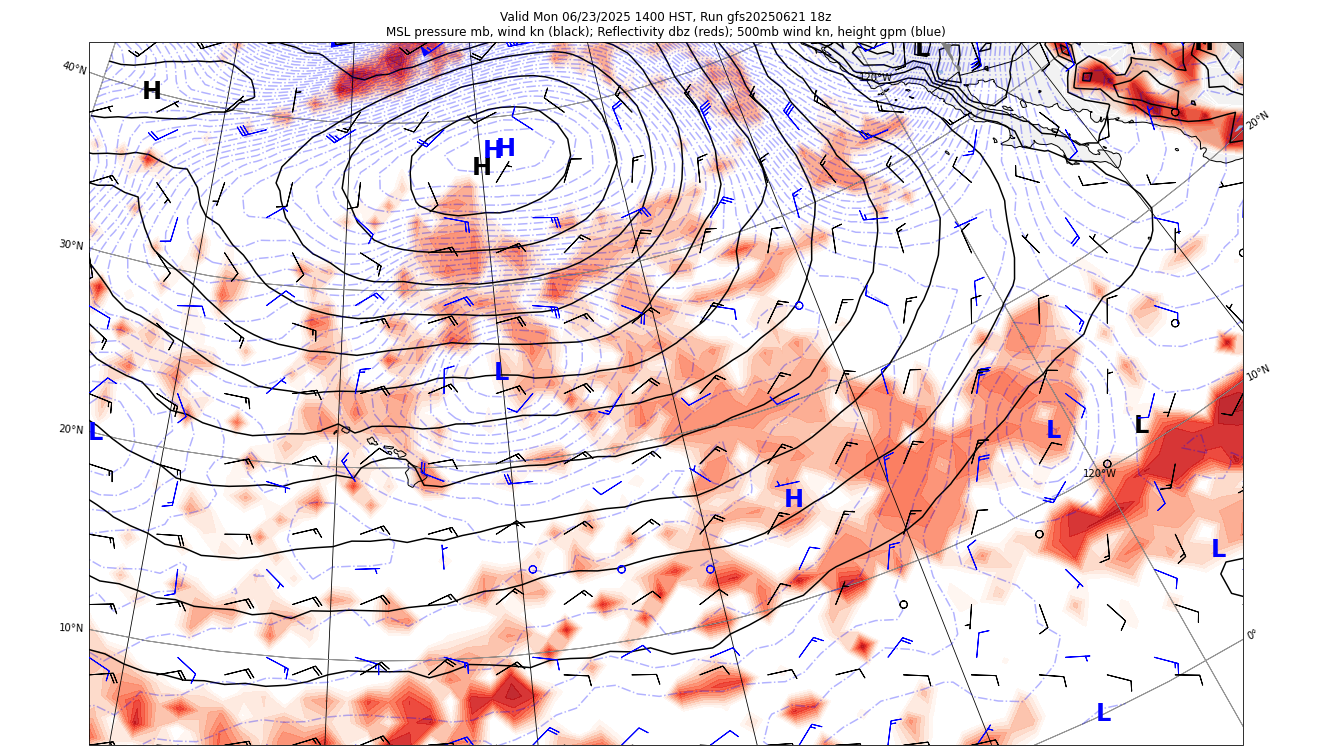 Valid Mon 06/23/2025 1400 HST, Run gfs20250621 18z
MSL pressure mb, wind kn (black); Reflectivity dbz (reds); 500mb wind kn, height gpm (blue)
L
H
40°N
120°W
H
20°N
H H
H
30°N
10°N
L
L
20°N
L
L
120°W
H
L
10°N
0°
L